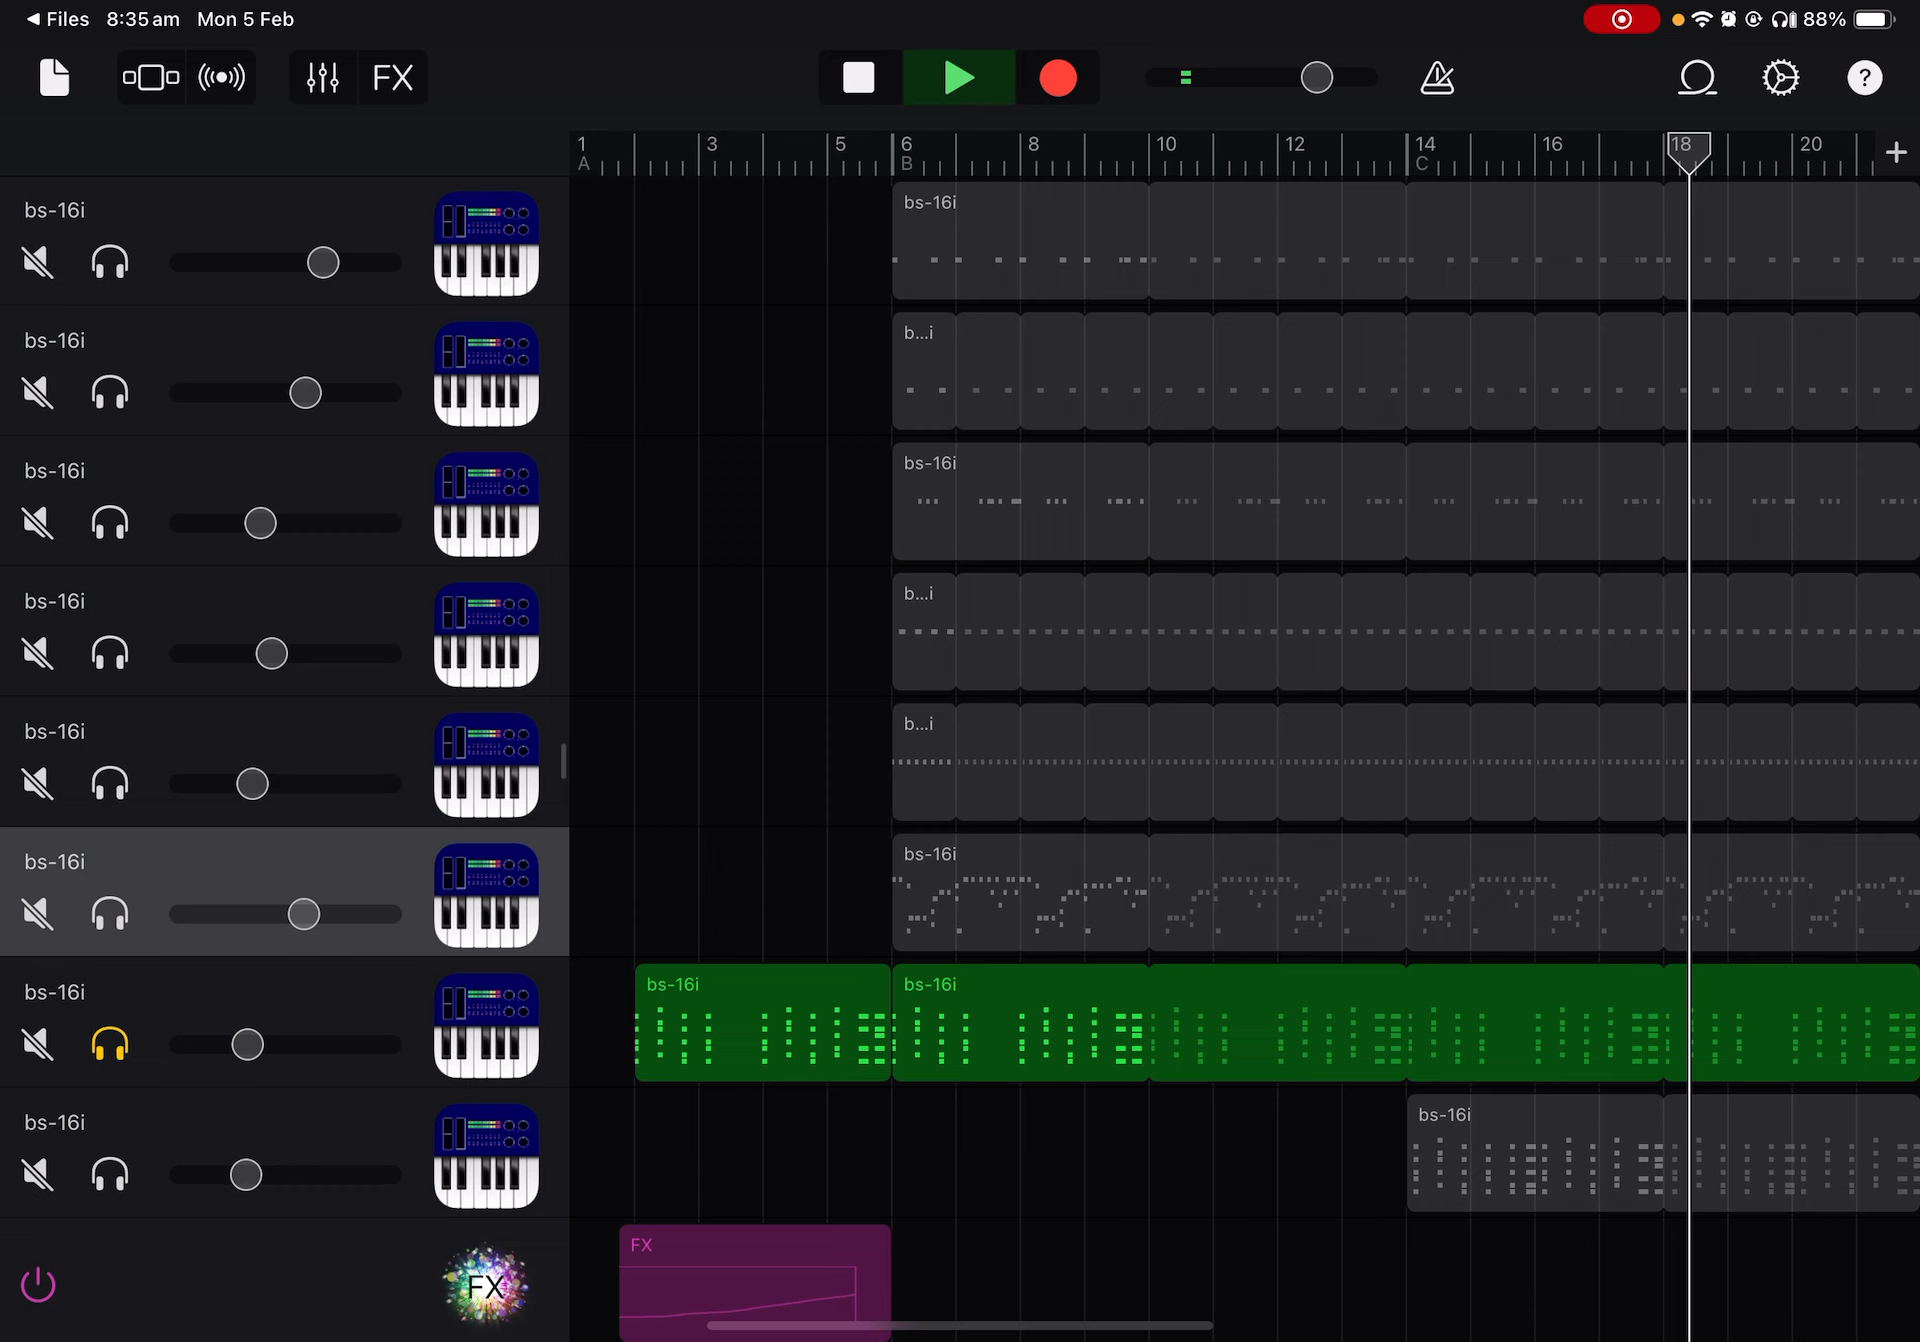 Files 8:35 am Mon 5 Feb 88%
FX
?
1 3 5 6 8 10 12 14 16 18 20
A B C
bs-16i bs-16i
bs-16i b...i
bs-16i bs-16i
bs-16i b...i
bs-16i b...i
bs-16i bs-16i
bs-16i bs-16i bs-16i
bs-16i bs-16i
FX
FX